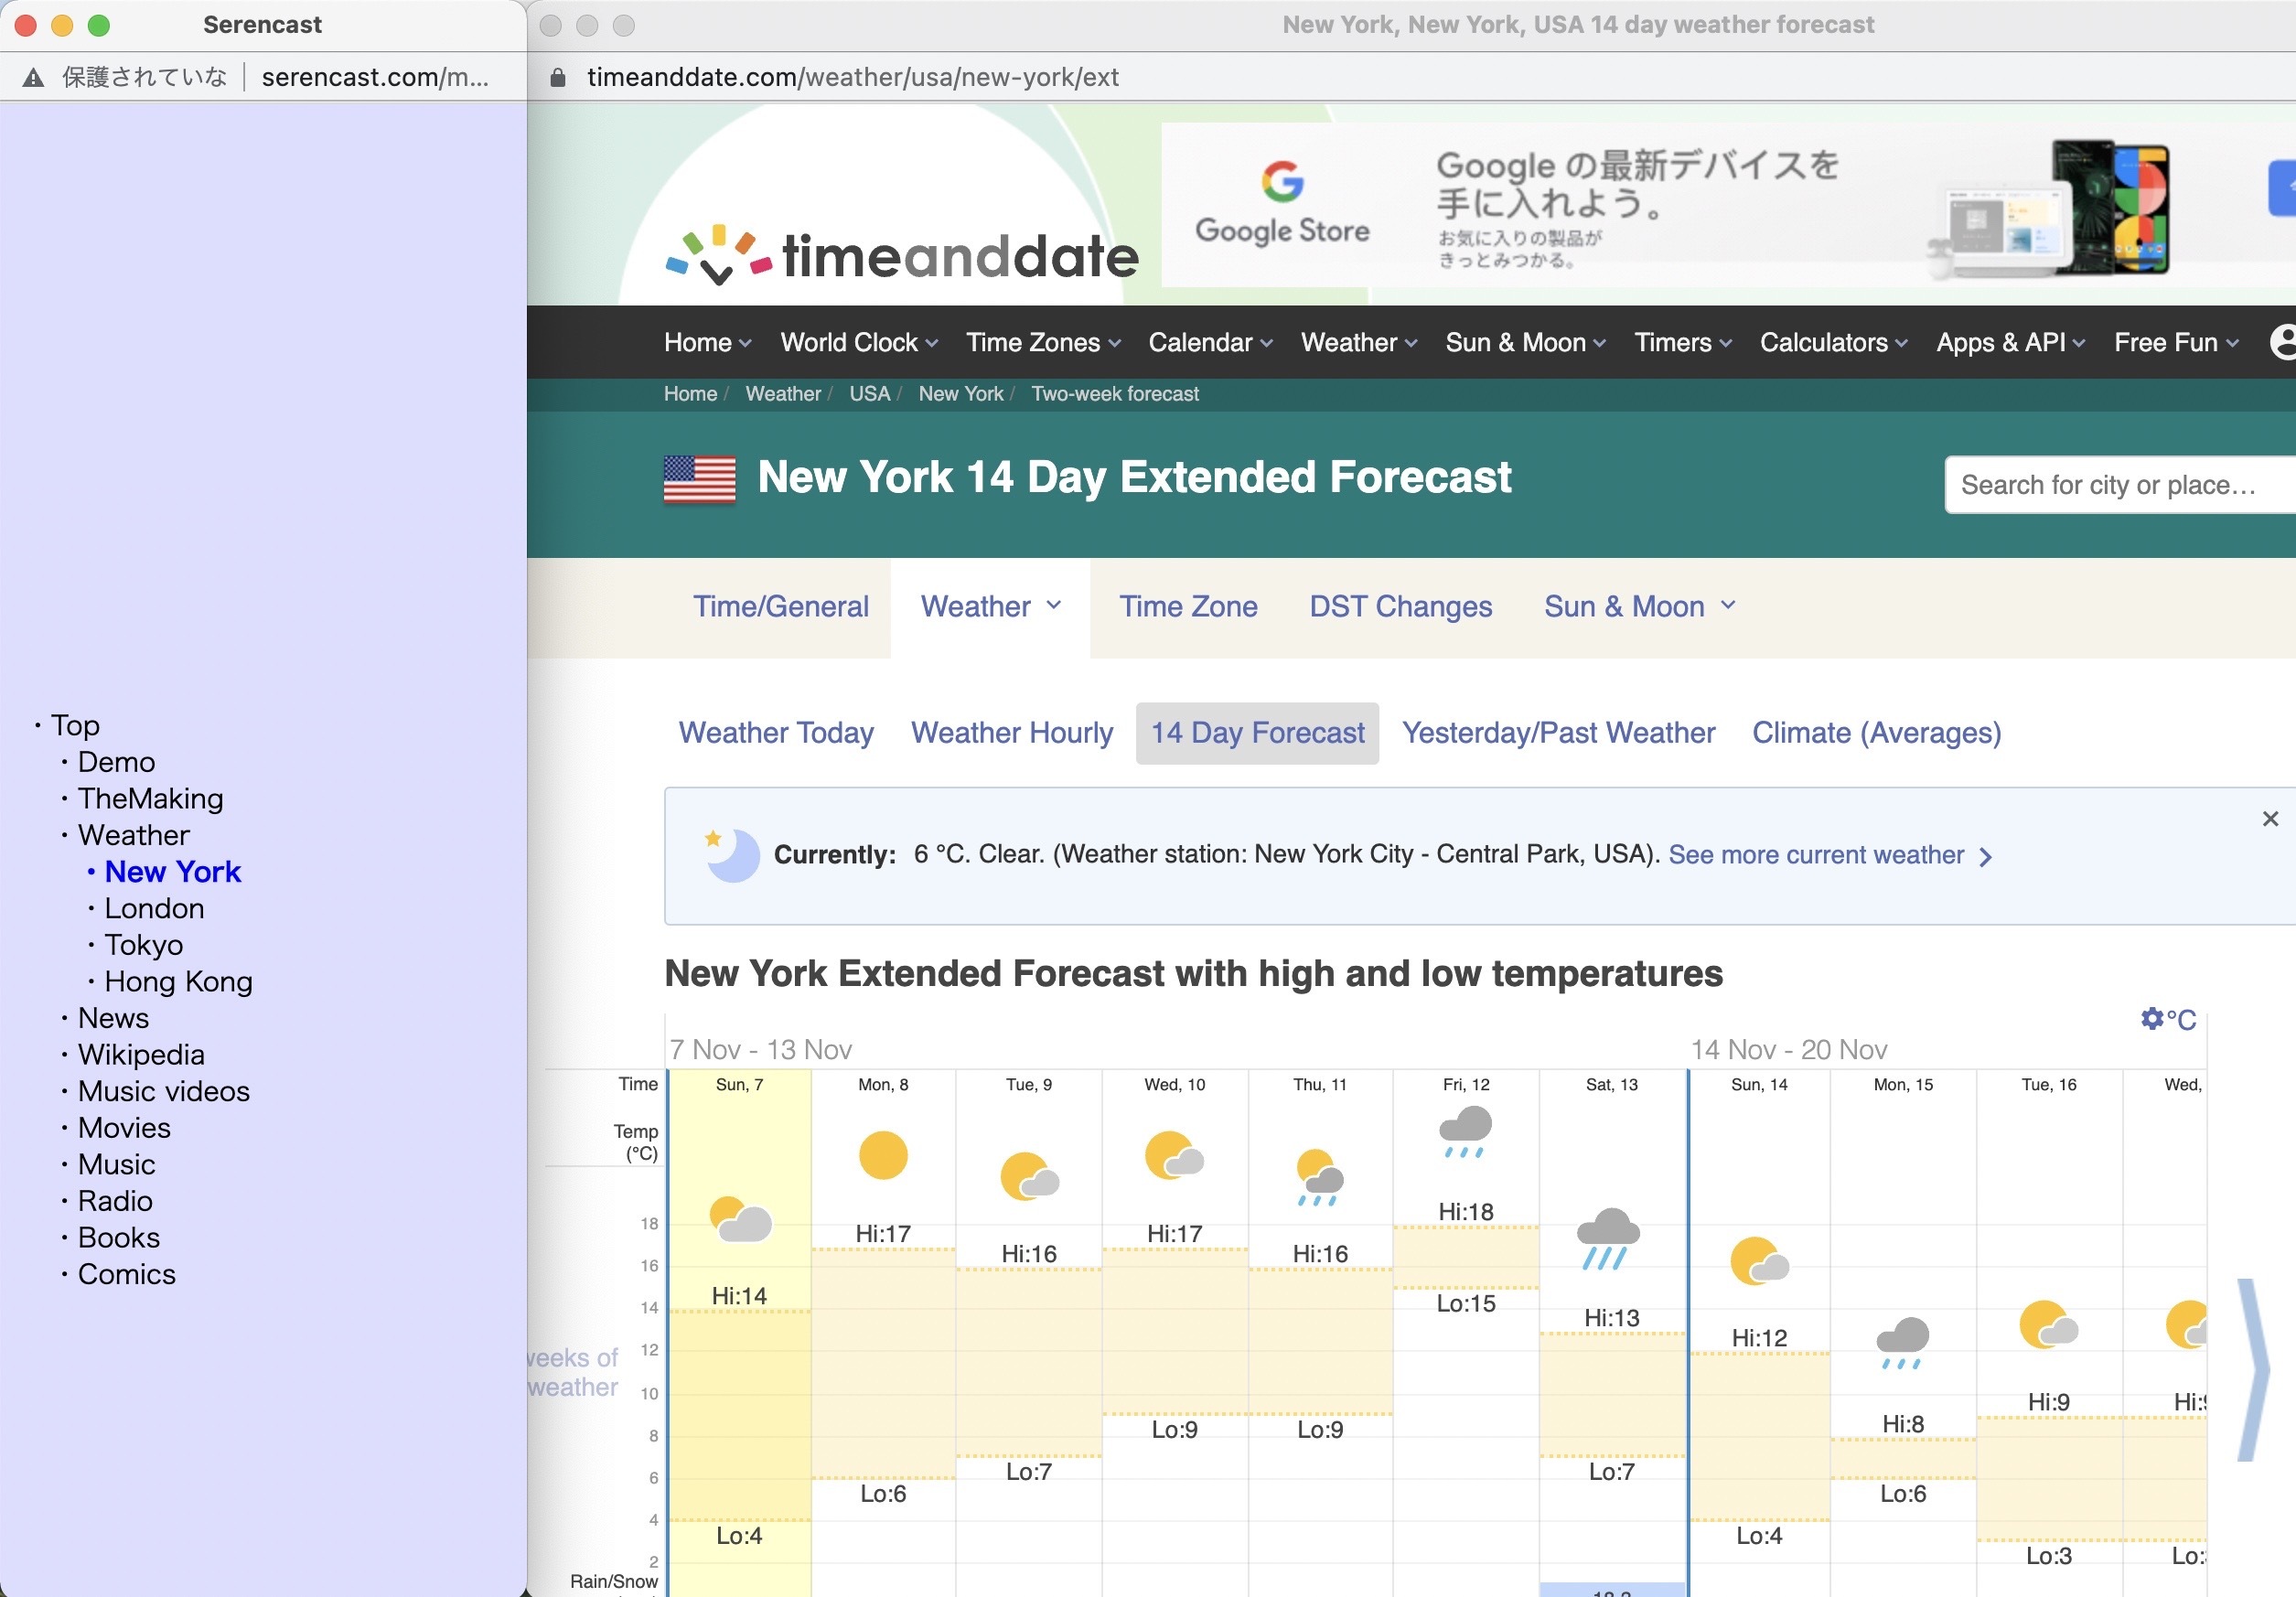 Serencast
保護されていな
serencast.com/m...
・Top
・Demo
・TheMaking
・Weather
・New York
・London
・Tokyo
・Hong Kong
・News
・Wikipedia
・Music videos
・Movies
・Music
・Radio
・Books
・Comics
New York, New York, USA 14 day weather forecast
timeanddate.com/weather/usa/new-york/ext
timeanddate
Google Store
Google の最新デバイスを
手に入れよう。
お気に入りの製品が
きっとみつかる。
Home World Clock Time Zones Calendar Weather Sun & Moon Timers Calculators Apps & API Free Fun
Home / Weather / USA / New York / Two-week forecast
New York 14 Day Extended Forecast
Search for city or place…
Time/General Weather Time Zone DST Changes Sun & Moon
Weather Today Weather Hourly 14 Day Forecast Yesterday/Past Weather Climate (Averages)
Currently: 6 °C. Clear. (Weather station: New York City - Central Park, USA). See more current weather
New York Extended Forecast with high and low temperatures
°C
7 Nov - 13 Nov 14 Nov - 20 Nov
Time Sun, 7 Mon, 8 Tue, 9 Wed, 10 Thu, 11 Fri, 12 Sat, 13 Sun, 14 Mon, 15 Tue, 16 Wed,
Temp
(°C)
Hi:18
18
Hi:17 Hi:17
Hi:16 Hi:16
16
Hi:14 Lo:15
14
Hi:13
Hi:12
12
weeks of
weather
10
Hi:9
Hi:8
Lo:9 Lo:9
8
Lo:7 Lo:7
6
Lo:6 Lo:6
4
Lo:4 Lo:4
2
Lo:3 Lo:
Rain/Snow